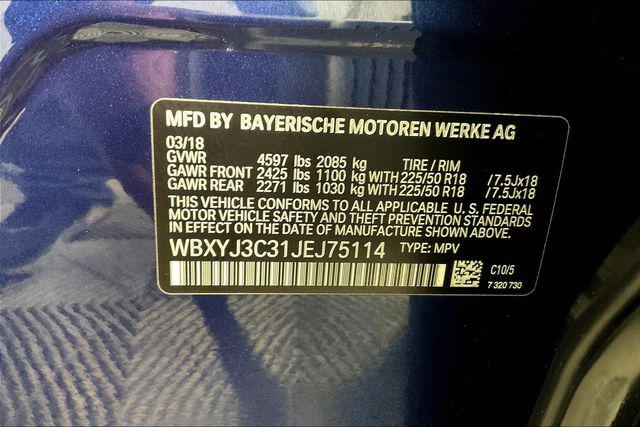 MFD BY BAYERISCHE MOTOREN WERKE AG
03/18
GVWR 4597 lbs 2085 kg TIRE / RIM
GAWR FRONT 2425 lbs 1100 kg WITH 225/50 R18 /7.5Jx18
GAWR REAR 2271 lbs 1030 kg WITH 225/50 R18 /7.5Jx18
THIS VEHICLE CONFORMS TO ALL APPLICABLE U. S. FEDERAL
MOTOR VEHICLE SAFETY AND THEFT PREVENTION STANDARDS
IN EFFECT ON THE DATE OF MANUFACTURE SHOWN ABOVE.
WBXYJ3C31JEJ75114 TYPE: MPV
C10/5
7 320 730